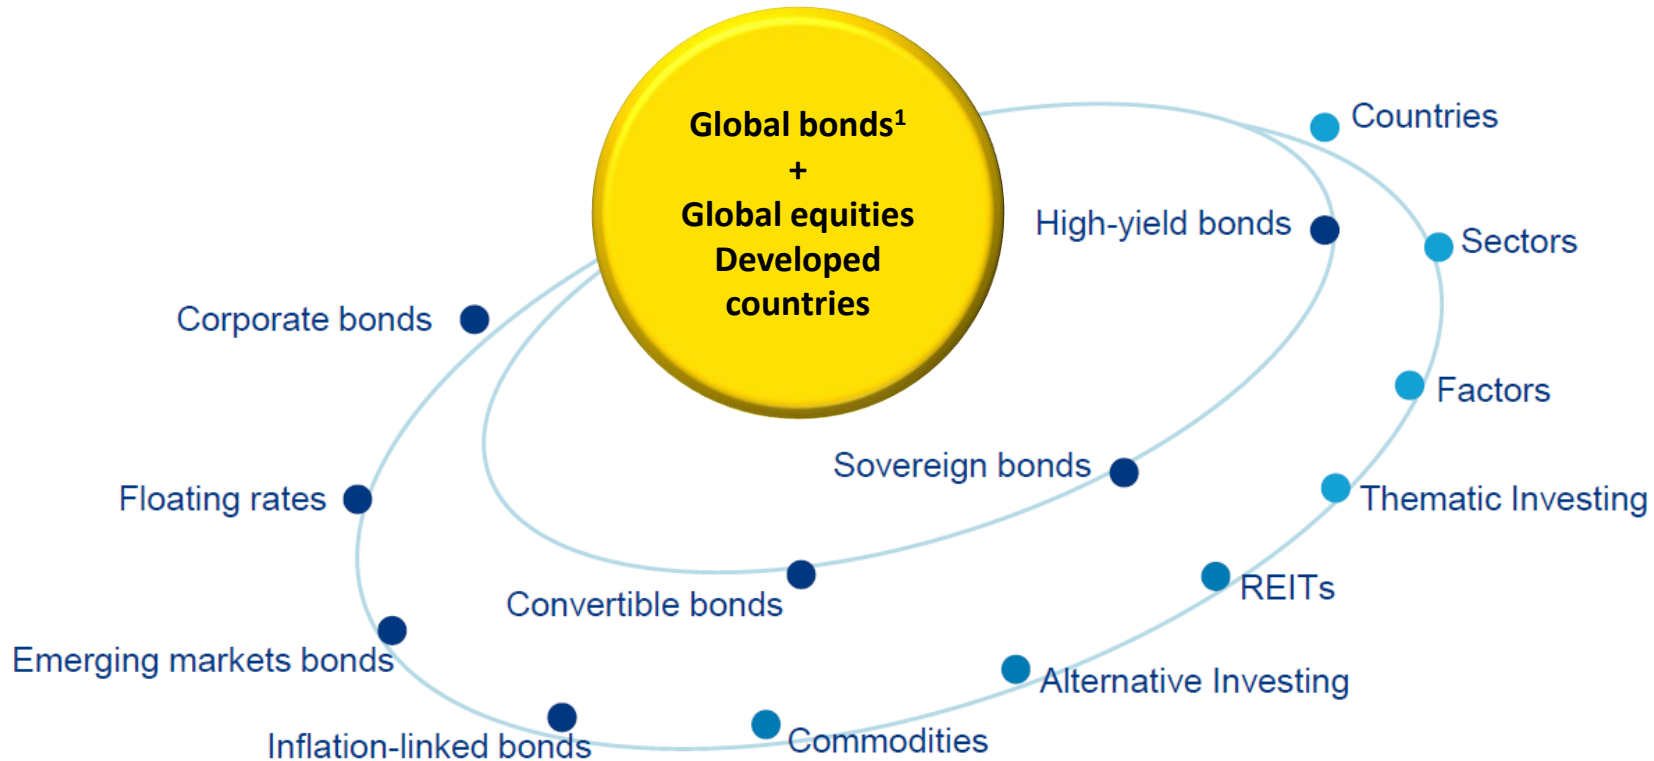 Global bonds¹
+
Global equities
Developed
countries
Countries
High-yield bonds
Sectors
Corporate bonds
Factors
Sovereign bonds
Floating rates
Thematic Investing
Convertible bonds
REITs
Emerging markets bonds
Alternative Investing
Inflation-linked bonds
Commodities